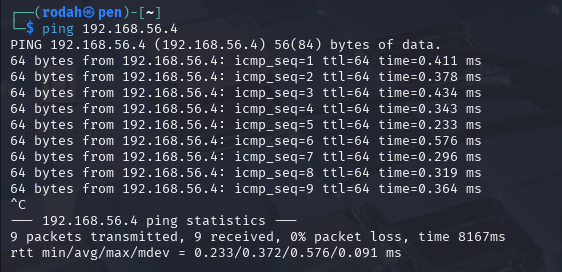 ┌──(rodah㉿pen)-[~]
└─$ ping 192.168.56.4
PING 192.168.56.4 (192.168.56.4) 56(84) bytes of data.
64 bytes from 192.168.56.4: icmp_seq=1 ttl=64 time=0.411 ms
64 bytes from 192.168.56.4: icmp_seq=2 ttl=64 time=0.378 ms
64 bytes from 192.168.56.4: icmp_seq=3 ttl=64 time=0.434 ms
64 bytes from 192.168.56.4: icmp_seq=4 ttl=64 time=0.343 ms
64 bytes from 192.168.56.4: icmp_seq=5 ttl=64 time=0.233 ms
64 bytes from 192.168.56.4: icmp_seq=6 ttl=64 time=0.576 ms
64 bytes from 192.168.56.4: icmp_seq=7 ttl=64 time=0.296 ms
64 bytes from 192.168.56.4: icmp_seq=8 ttl=64 time=0.319 ms
64 bytes from 192.168.56.4: icmp_seq=9 ttl=64 time=0.364 ms
^C
--- 192.168.56.4 ping statistics ---
9 packets transmitted, 9 received, 0% packet loss, time 8167ms
rtt min/avg/max/mdev = 0.233/0.372/0.576/0.091 ms